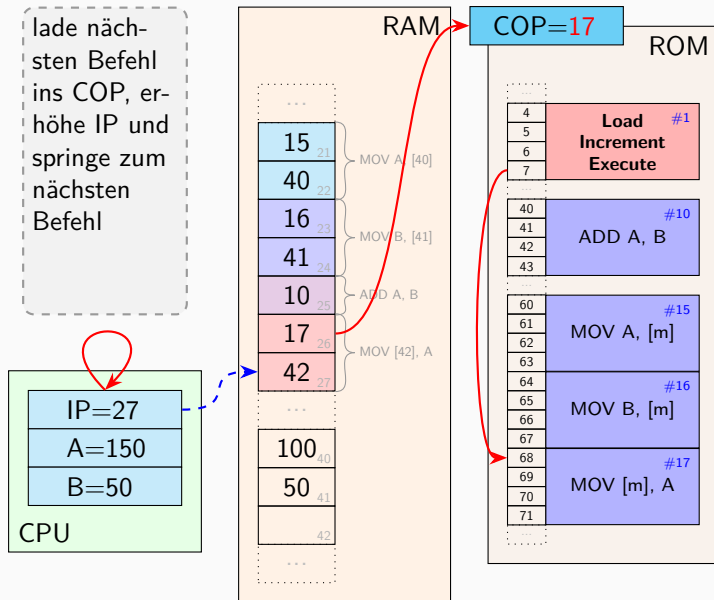 lade näch-
sten Befehl
ins COP, er-
höhe IP und
springe zum
nächsten
Befehl
IP=27
A=150
B=50
CPU
RAM
...
15 21
40 22
MOV A, [40]
16 23
41 24
MOV B, [41]
10 25
ADD A, B
17 26
42 27
MOV [42], A
...
100 40
50 41
42
...
COP=17
ROM
...
4
5
6
7
#1
Load
Increment
Execute
...
40
41
42
43
#10
ADD A, B
...
60
61
62
63
#15
MOV A, [m]
64
65
66
67
#16
MOV B, [m]
68
69
70
71
#17
MOV [m], A
...